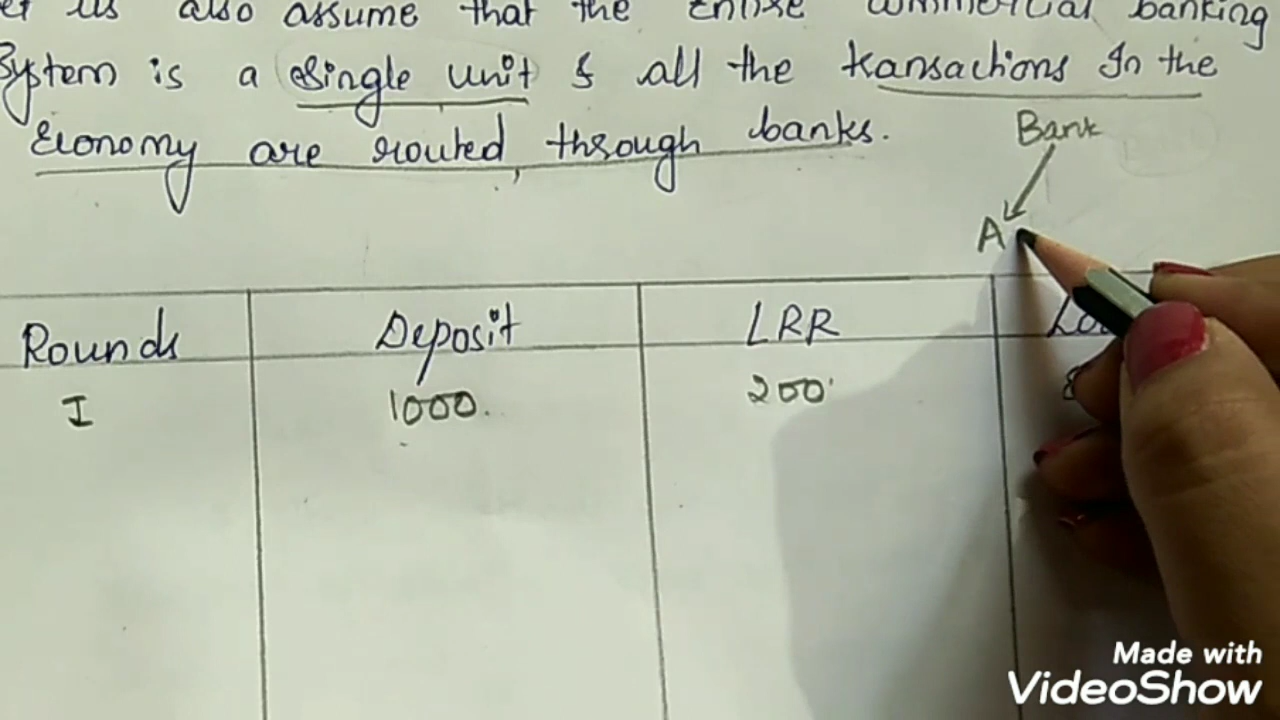 us also assume that the Entire commercial banking
System is a single unit & all the transactions In the
Economy are routed through banks.
Bank
A
Rounds Deposit LRR
I 1000. 200
Made with
VideoShow